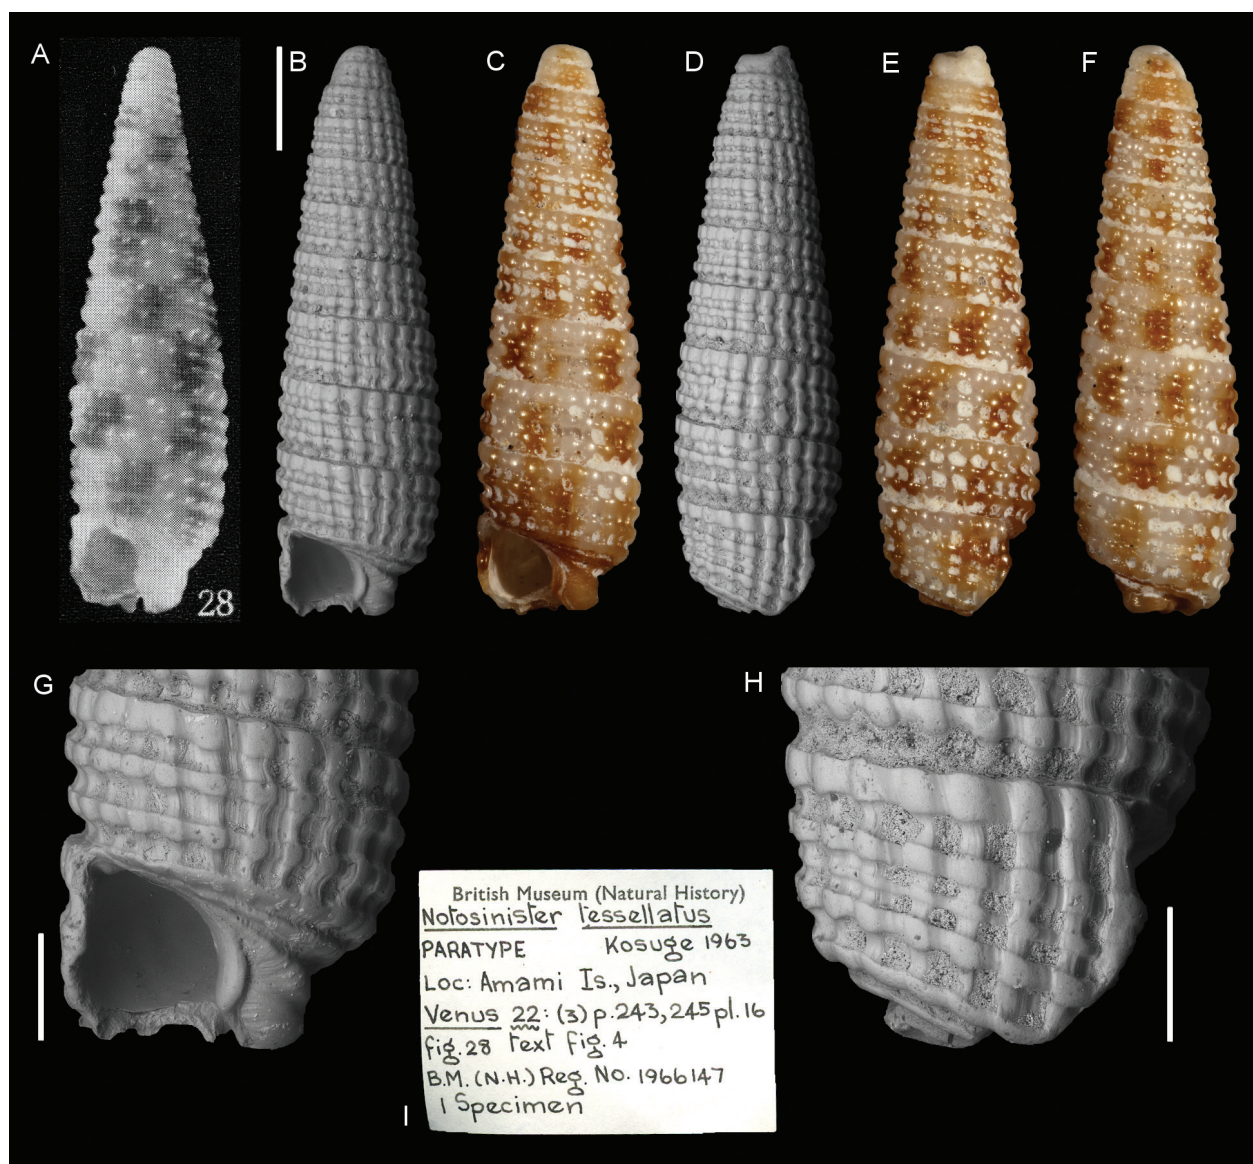 A
B
C
D
E
F
28
G
H
British Museum (Natural History)
Notosinister tessellatus
PARATYPE Kosuge 1963
Loc: Amami Is., Japan
Venus 22: (3) p.243, 245 pl.16
fig.28 text fig.4
B.M. (N.H.) Reg. No. 1966147
1 Specimen